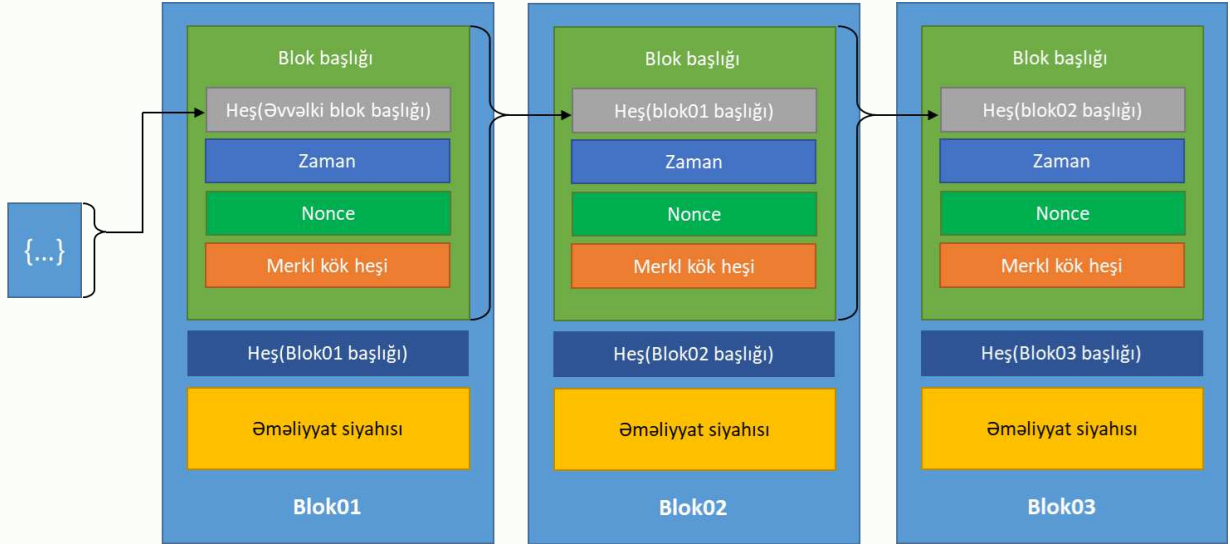 {...}
Blok başlığı
Heş(Əvvəlki blok başlığı)
Zaman
Nonce
Merkl kök heşi
Heş(Blok01 başlığı)
Əməliyyat siyahısı
Blok01
Blok başlığı
Heş(blok01 başlığı)
Zaman
Nonce
Merkl kök heşi
Heş(Blok02 başlığı)
Əməliyyat siyahısı
Blok02
Blok başlığı
Heş(blok02 başlığı)
Zaman
Nonce
Merkl kök heşi
Heş(Blok03 başlığı)
Əməliyyat siyahısı
Blok03